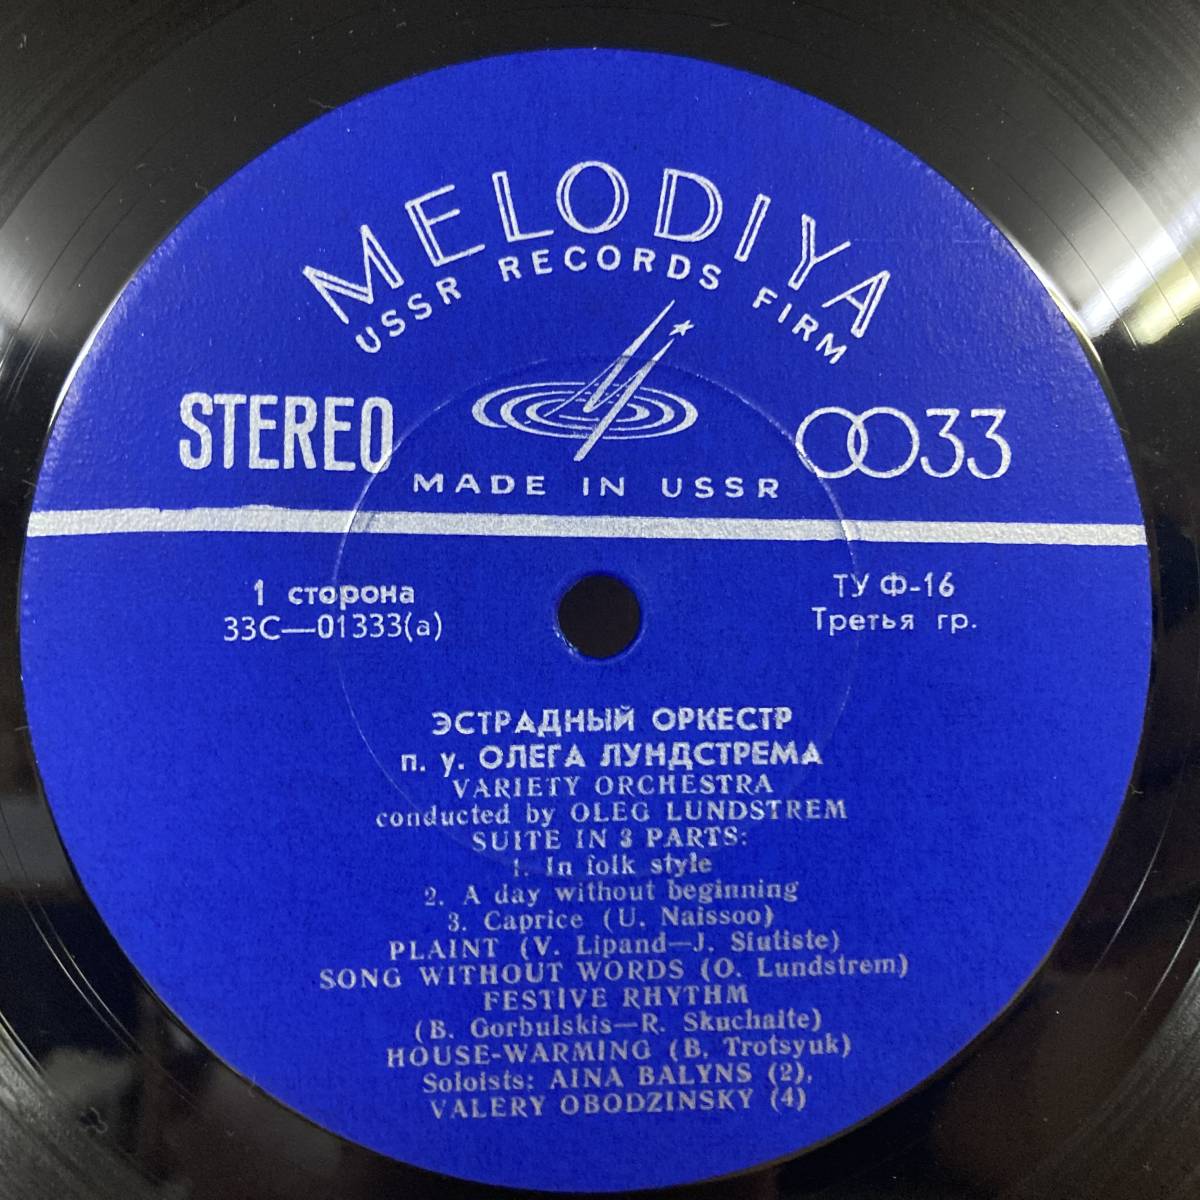 MELODIYA
USSR RECORDS FIRM
STEREO
33
MADE IN USSR
1 сторона
33С—01333(а)
ТУ Ф-16
Третья гр.
ЭСТРАДНЫЙ ОРКЕСТР
п. у. ОЛЕГА ЛУНДСТРЕМА
VARIETY ORCHESTRA
conducted by OLEG LUNDSTREM
SUITE IN 3 PARTS:
1. In folk style
2. A day without beginning
3. Caprice (U. Naissoo)
PLAINT (V. Lipand—J. Siutiste)
SONG WITHOUT WORDS (O. Lundstrem)
FESTIVE RHYTHM
(B. Gorbulskis—R. Skuchaite)
HOUSE-WARMING (B. Trotsyuk)
Soloists: AINA BALYNS (2),
VALERY OBODZINSKY (4)